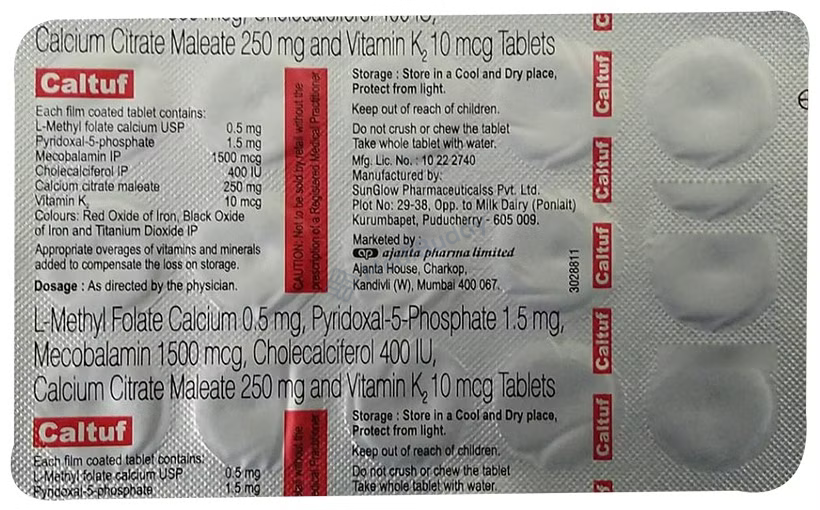 Calcium Citrate Maleate 250 mg and Vitamin K2 10 mcg Tablets
Caltuf
Each film coated tablet contains:
L-Methyl folate calcium USP 0.5 mg
Pyridoxal-5-phosphate 1.5 mg
Mecobalamin IP 1500 mcg
Cholecalciferol IP 400 IU
Calcium citrate maleate 250 mg
Vitamin K2 10 mcg
Colours: Red Oxide of Iron, Black Oxide
of Iron and Titanium Dioxide IP
Appropriate overages of vitamins and minerals
added to compensate the loss on storage.
Dosage : As directed by the physician.
CAUTION: Not to be sold by retail without the
prescription of a Registered Medical Practitioner
Storage : Store in a Cool and Dry place,
Protect from light.
Keep out of reach of children.
Do not crush or chew the tablet
Take whole tablet with water.
Mfg. Lic. No. : 10 22 2740
Manufactured by:
SunGlow Pharmaceuticalss Pvt. Ltd.
Plot No: 29-38, Opp. to Milk Dairy (Ponlait)
Kurumbapet, Puducherry - 605 009.
Marketed by :
ap ajanta pharma limited
Ajanta House, Charkop,
Kandivli (W), Mumbai 400 067.
3028811
Caltuf
Caltuf
Caltuf
Caltuf
Caltuf
L-Methyl Folate Calcium 0.5 mg, Pyridoxal-5-Phosphate 1.5 mg,
Mecobalamin 1500 mcg, Cholecalciferol 400 IU,
Calcium Citrate Maleate 250 mg and Vitamin K2 10 mcg Tablets
Caltuf
Each film coated tablet contains:
L-Methyl folate calcium USP 0.5 mg
Pyridoxal-5-phosphate 1.5 mg
without the
Practitioner
Storage : Store in a Cool and Dry place,
Protect from light.
Keep out of reach of children.
Do not crush or chew the tablet
Take whole tablet with water.